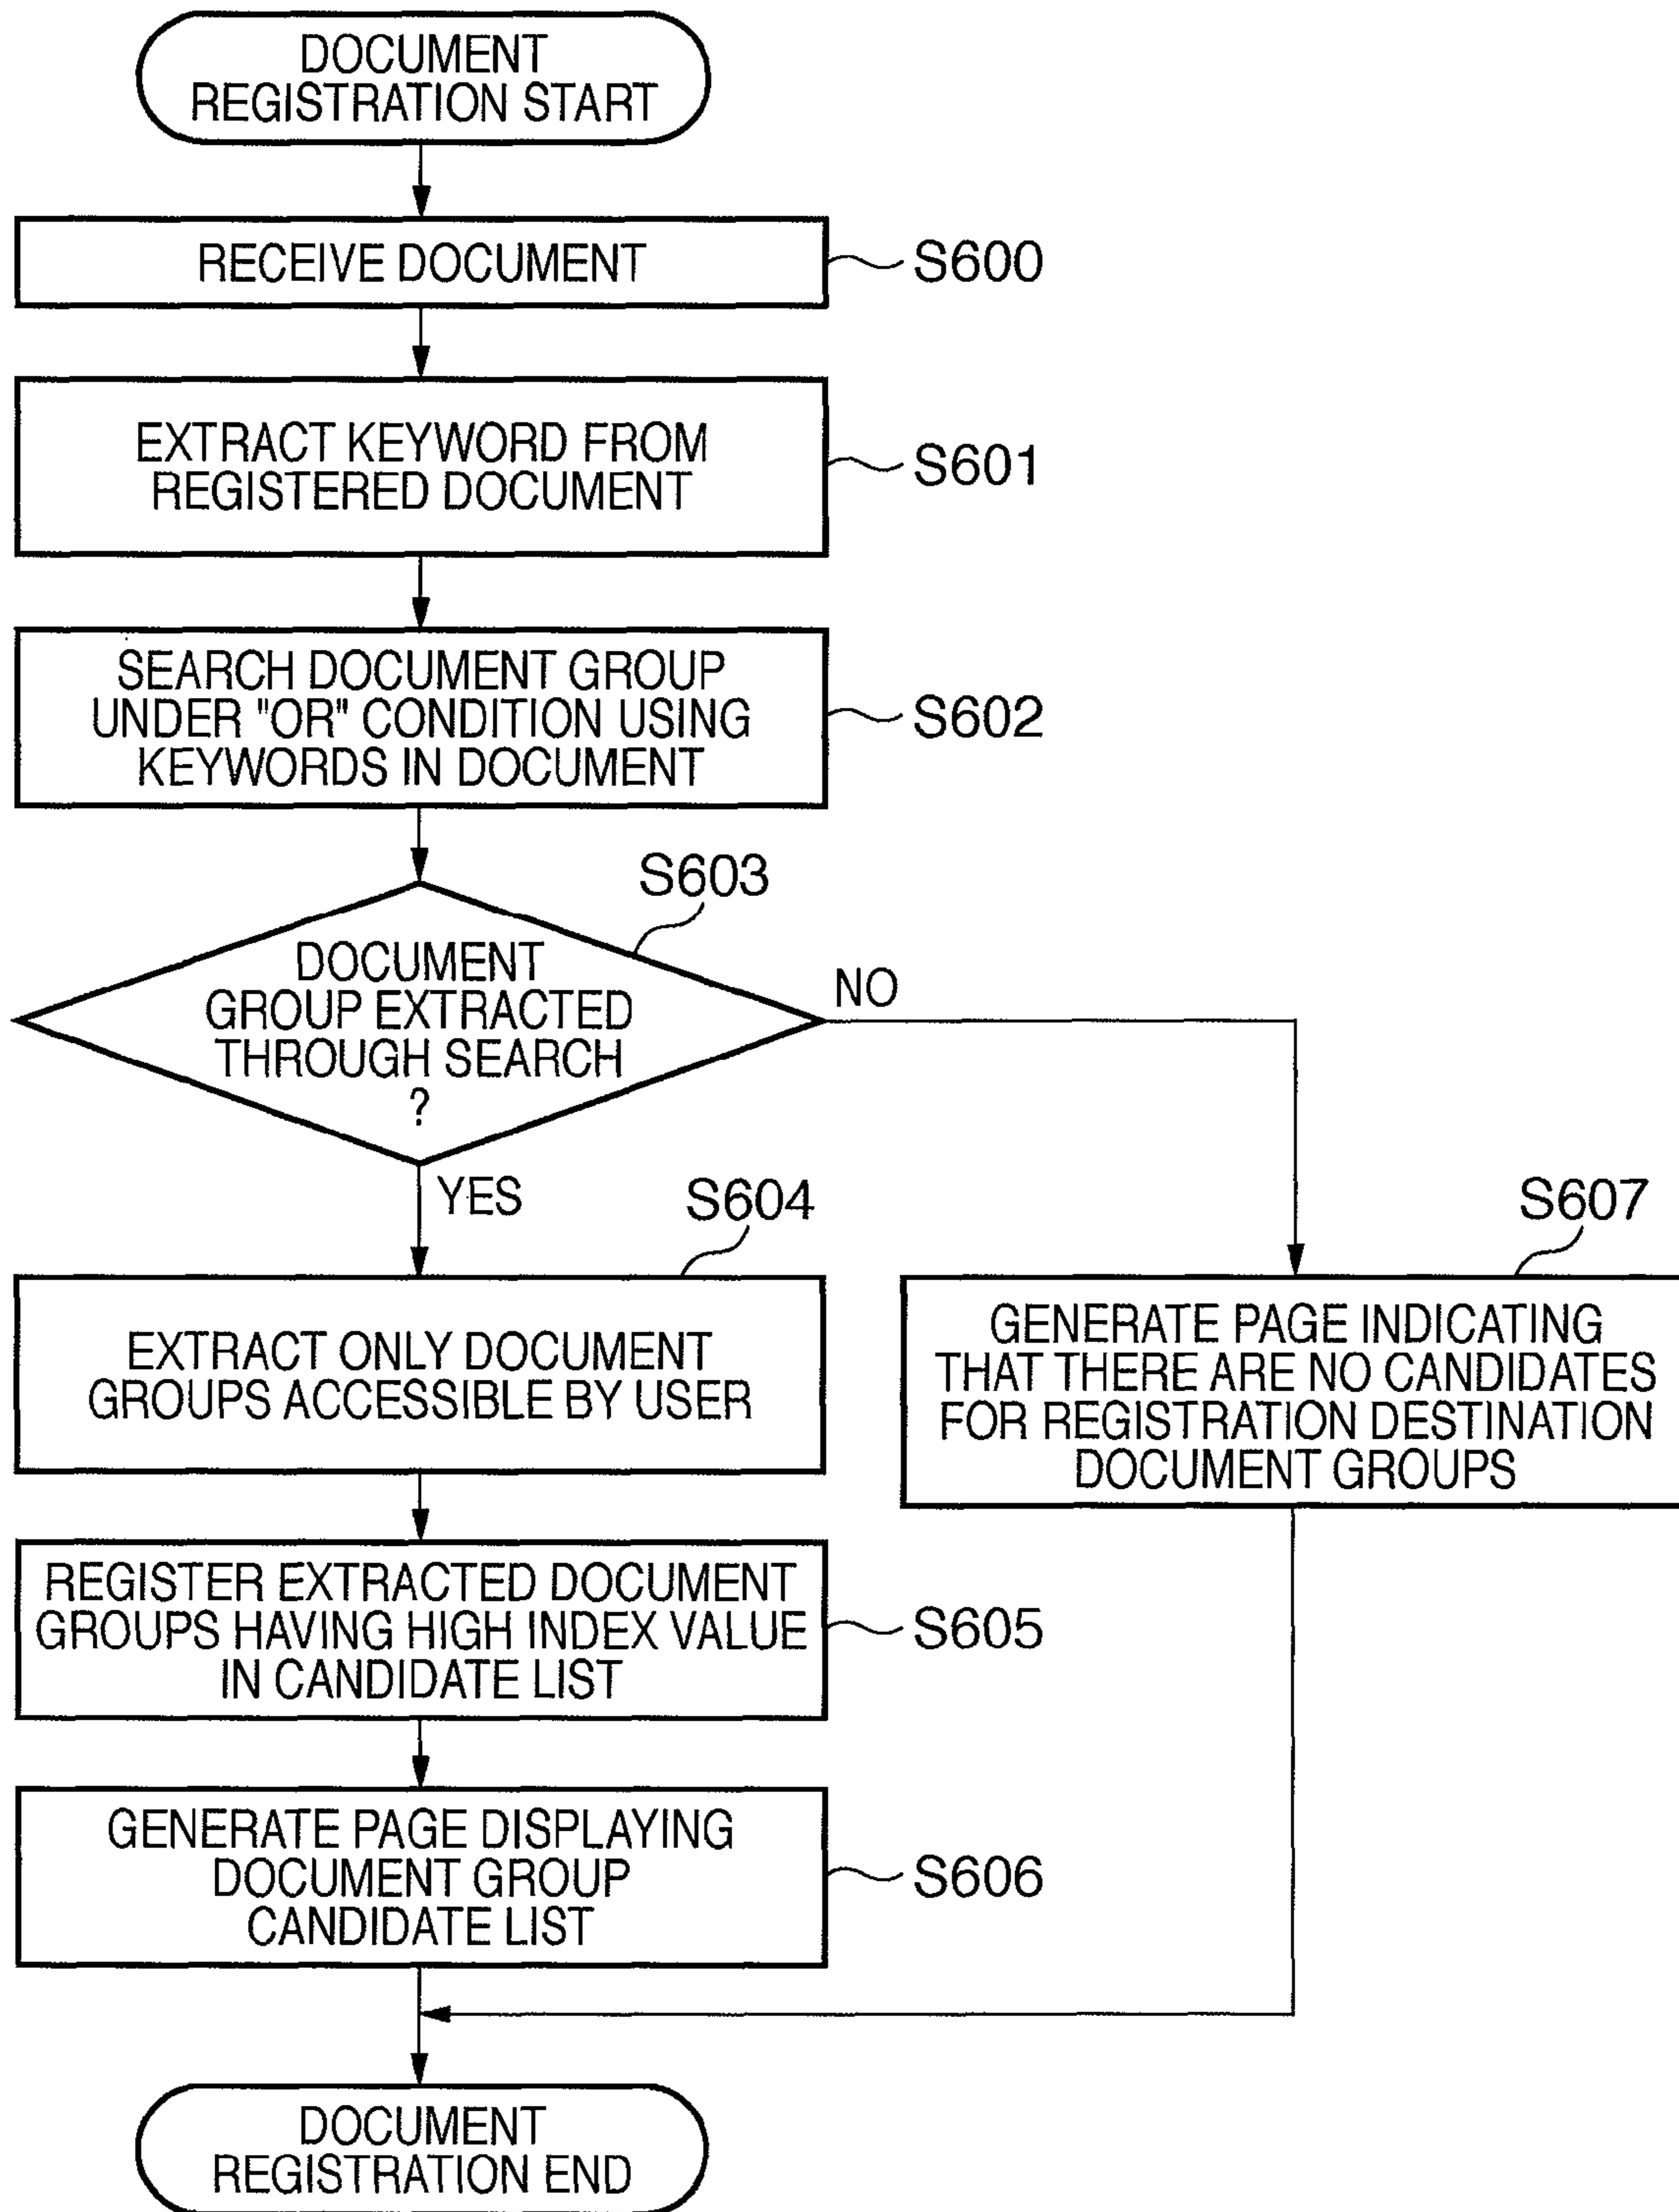 DOCUMENT
REGISTRATION START
RECEIVE DOCUMENT
S600
EXTRACT KEYWORD FROM
REGISTERED DOCUMENT
S601
SEARCH DOCUMENT GROUP
UNDER "OR" CONDITION USING
KEYWORDS IN DOCUMENT
S602
S603
DOCUMENT
GROUP EXTRACTED
THROUGH SEARCH
?
NO
YES
S604
EXTRACT ONLY DOCUMENT
GROUPS ACCESSIBLE BY USER
S607
GENERATE PAGE INDICATING
THAT THERE ARE NO CANDIDATES
FOR REGISTRATION DESTINATION
DOCUMENT GROUPS
REGISTER EXTRACTED DOCUMENT
GROUPS HAVING HIGH INDEX VALUE
IN CANDIDATE LIST
S605
GENERATE PAGE DISPLAYING
DOCUMENT GROUP
CANDIDATE LIST
S606
DOCUMENT
REGISTRATION END